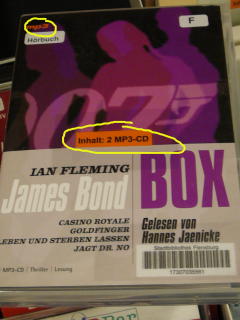 mp3
Hörbuch
F
007
Inhalt: 2 MP3-CD
IAN FLEMING
James Bond
BOX
CASINO ROYALE
GOLDFINGER
LEBEN UND STERBEN LASSEN
JAGT DR. NO
Gelesen von
Hannes Jaenicke
Stadtbibliothek Flensburg
MP3-CD | Thriller | Lesung